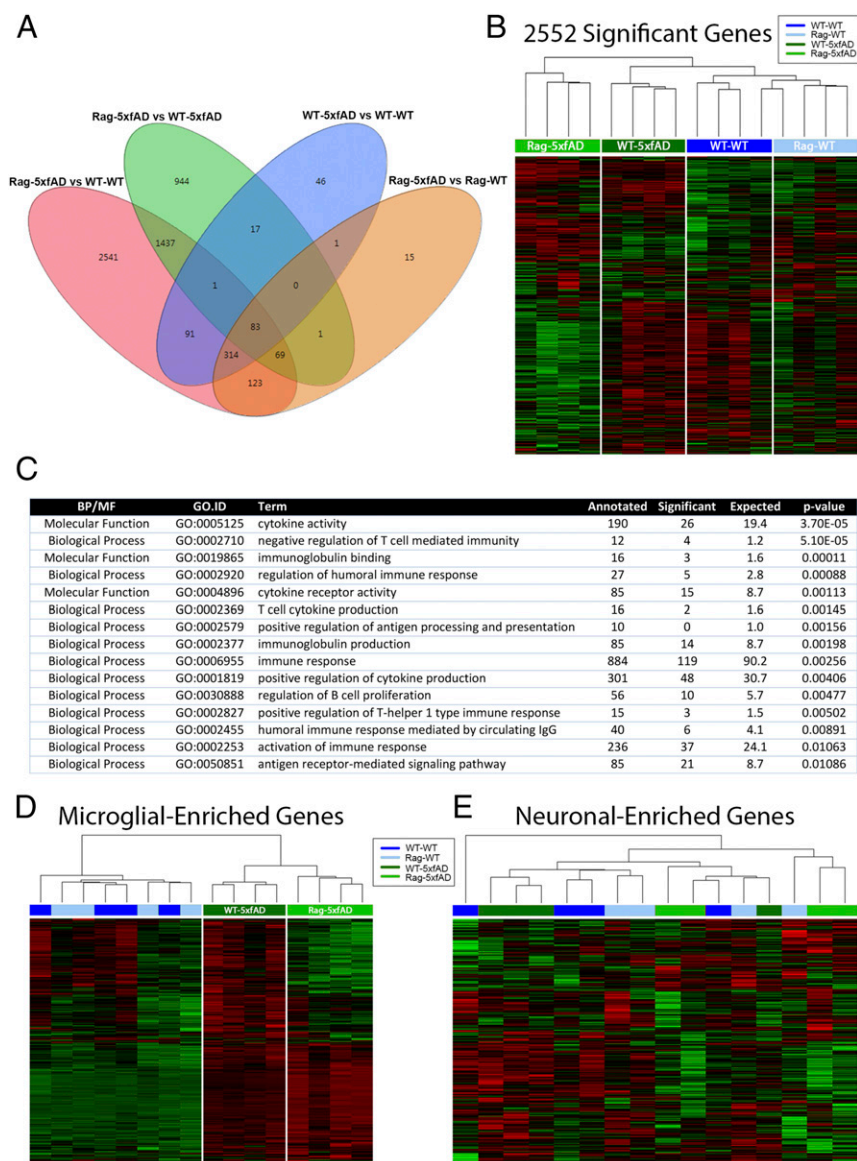 A
Rag-5xfAD vs WT-5xfAD
WT-5xfAD vs WT-WT
Rag-5xfAD vs WT-WT
Rag-5xfAD vs Rag-WT
944
46
2541
1437
17
1
15
1
0
91
83
1
314
69
123
B
2552 Significant Genes
WT-WT
Rag-WT
WT-5xfAD
Rag-5xfAD
Rag-5xfAD WT-5xfAD WT-WT Rag-WT
C
BP/MF GO.ID Term Annotated Significant Expected p-value
Molecular Function GO:0005125 cytokine activity 190 26 19.4 3.70E-05
Biological Process GO:0002710 negative regulation of T cell mediated immunity 12 4 1.2 5.10E-05
Molecular Function GO:0019865 immunoglobulin binding 16 3 1.6 0.00011
Biological Process GO:0002920 regulation of humoral immune response 27 5 2.8 0.00088
Molecular Function GO:0004896 cytokine receptor activity 85 15 8.7 0.00113
Biological Process GO:0002369 T cell cytokine production 16 2 1.6 0.00145
Biological Process GO:0002579 positive regulation of antigen processing and presentation 10 0 1.0 0.00156
Biological Process GO:0002377 immunoglobulin production 85 14 8.7 0.00198
Biological Process GO:0006955 immune response 884 119 90.2 0.00256
Biological Process GO:0001819 positive regulation of cytokine production 301 48 30.7 0.00406
Biological Process GO:0030888 regulation of B cell proliferation 56 10 5.7 0.00477
Biological Process GO:0002827 positive regulation of T-helper 1 type immune response 15 3 1.5 0.00502
Biological Process GO:0002455 humoral immune response mediated by circulating IgG 40 6 4.1 0.00891
Biological Process GO:0002253 activation of immune response 236 37 24.1 0.01063
Biological Process GO:0050851 antigen receptor-mediated signaling pathway 85 21 8.7 0.01086
D
Microglial-Enriched Genes
WT-WT
Rag-WT
WT-5xfAD
Rag-5xfAD
WT-5xfAD Rag-5xfAD
E
Neuronal-Enriched Genes